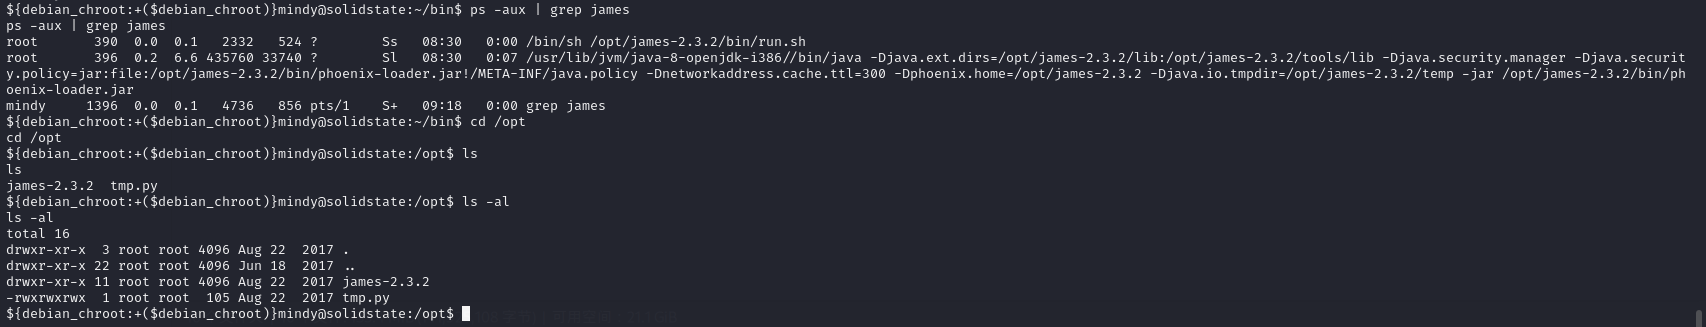 ${debian_chroot:+($debian_chroot)}mindy@solidstate:~/bin$ ps -aux | grep james
ps -aux | grep james
root       390  0.0  0.1   2332   524 ?        Ss   08:30   0:00 /bin/sh /opt/james-2.3.2/bin/run.sh
root       396  0.2  6.6 435760 33740 ?        Sl   08:30   0:07 /usr/lib/jvm/java-8-openjdk-i386//bin/java -Djava.ext.dirs=/opt/james-2.3.2/lib:/opt/james-2.3.2/tools/lib -Djava.security.manager -Djava.securit
y.policy=jar:file:/opt/james-2.3.2/bin/phoenix-loader.jar!/META-INF/java.policy -Dnetworkaddress.cache.ttl=300 -Dphoenix.home=/opt/james-2.3.2 -Djava.io.tmpdir=/opt/james-2.3.2/temp -jar /opt/james-2.3.2/bin/ph
oenix-loader.jar
mindy     1396  0.0  0.1   4736   856 pts/1    S+   09:18   0:00 grep james
${debian_chroot:+($debian_chroot)}mindy@solidstate:~/bin$ cd /opt
cd /opt
${debian_chroot:+($debian_chroot)}mindy@solidstate:/opt$ ls
ls
james-2.3.2  tmp.py
${debian_chroot:+($debian_chroot)}mindy@solidstate:/opt$ ls -al
ls -al
total 16
drwxr-xr-x  3 root root 4096 Aug 22  2017 .
drwxr-xr-x 22 root root 4096 Jun 18  2017 ..
drwxr-xr-x 11 root root 4096 Aug 22  2017 james-2.3.2
-rwxrwxrwx  1 root root  105 Aug 22  2017 tmp.py
${debian_chroot:+($debian_chroot)}mindy@solidstate:/opt$